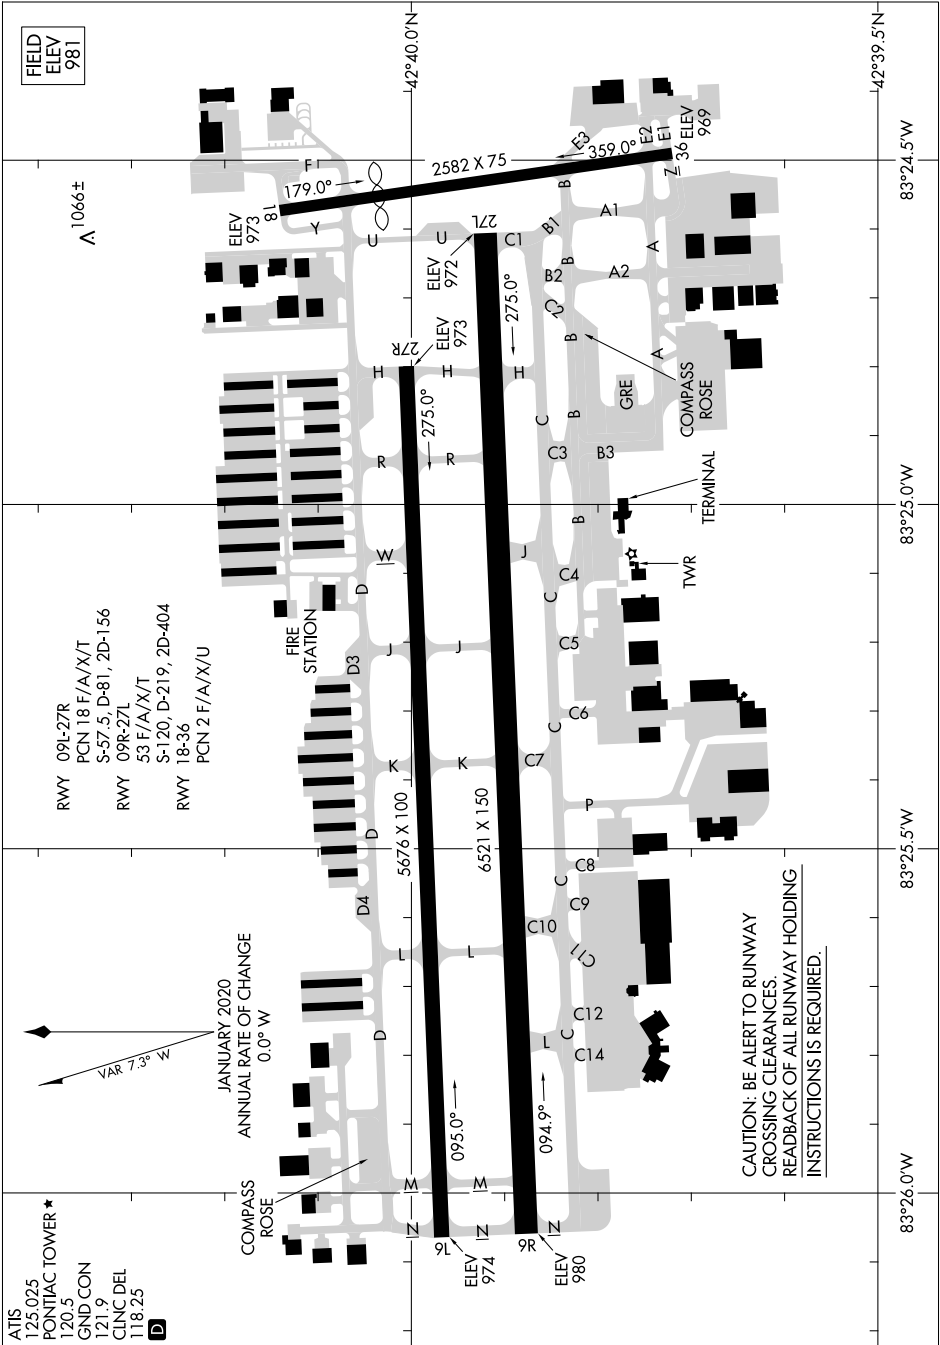 ATIS
125.025
PONTIAC TOWER
120.5
GND CON
121.9
CLNC DEL
118.25
D
FIELD
ELEV
981
RWY 09L-27R
PCN 18 F/A/X/T
S-57.5, D-81, 2D-156
RWY 09R-27L
53 F/A/X/T
S-120, D-219, 2D-404
RWY 18-36
PCN 2 F/A/X/U
VAR 7.3° W
JANUARY 2020
ANNUAL RATE OF CHANGE
0.0° W
1066±
COMPASS
ROSE
FIRE
STATION
ELEV
973
18
179.0°
F
Y
U
U
2582 X 75
359.0°
36
ELEV
969
E3
E2
E1
Z
D
D4
D
D3
D
N
M
L
K
J
W
R
H
9L
ELEV
974
095.0°
5676 X 100
275.0°
27R
ELEV
973
N
M
L
K
J
R
H
9R
ELEV
980
094.9°
6521 X 150
275.0°
27L
ELEV
972
N
L
C10
C7
J
H
C1
C
C
C
C
C
C14
C12
C11
C9
C8
P
C6
C5
C4
C3
C2
B
B3
B
B
B2
B
B1
B
A2
A1
A
A
GRE
COMPASS
ROSE
TERMINAL
TWR
CAUTION: BE ALERT TO RUNWAY
CROSSING CLEARANCES.
READBACK OF ALL RUNWAY HOLDING
INSTRUCTIONS IS REQUIRED.
42°40.0'N
42°39.5'N
83°26.0'W
83°25.5'W
83°25.0'W
83°24.5'W